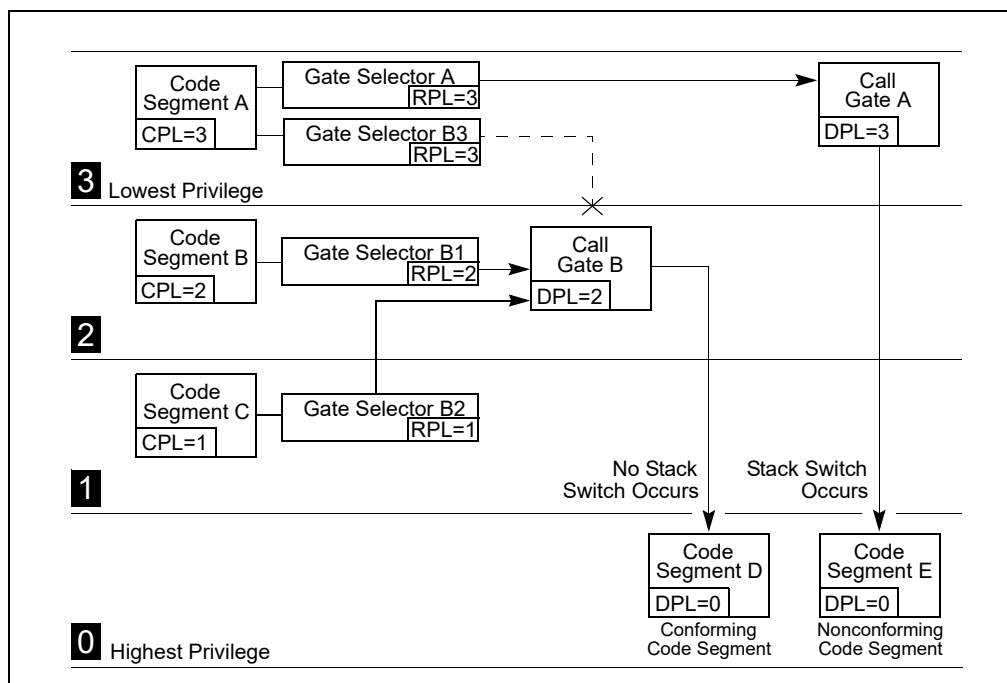 Code
Segment A
CPL=3
Gate Selector A
RPL=3
Gate Selector B3
RPL=3
Call
Gate A
DPL=3
3 Lowest Privilege
Code
Segment B
CPL=2
Gate Selector B1
RPL=2
Call
Gate B
DPL=2
2
Code
Segment C
CPL=1
Gate Selector B2
RPL=1
No Stack
Switch Occurs
Stack Switch
Occurs
1
Code
Segment D
DPL=0
Conforming
Code Segment
Code
Segment E
DPL=0
Nonconforming
Code Segment
0 Highest Privilege